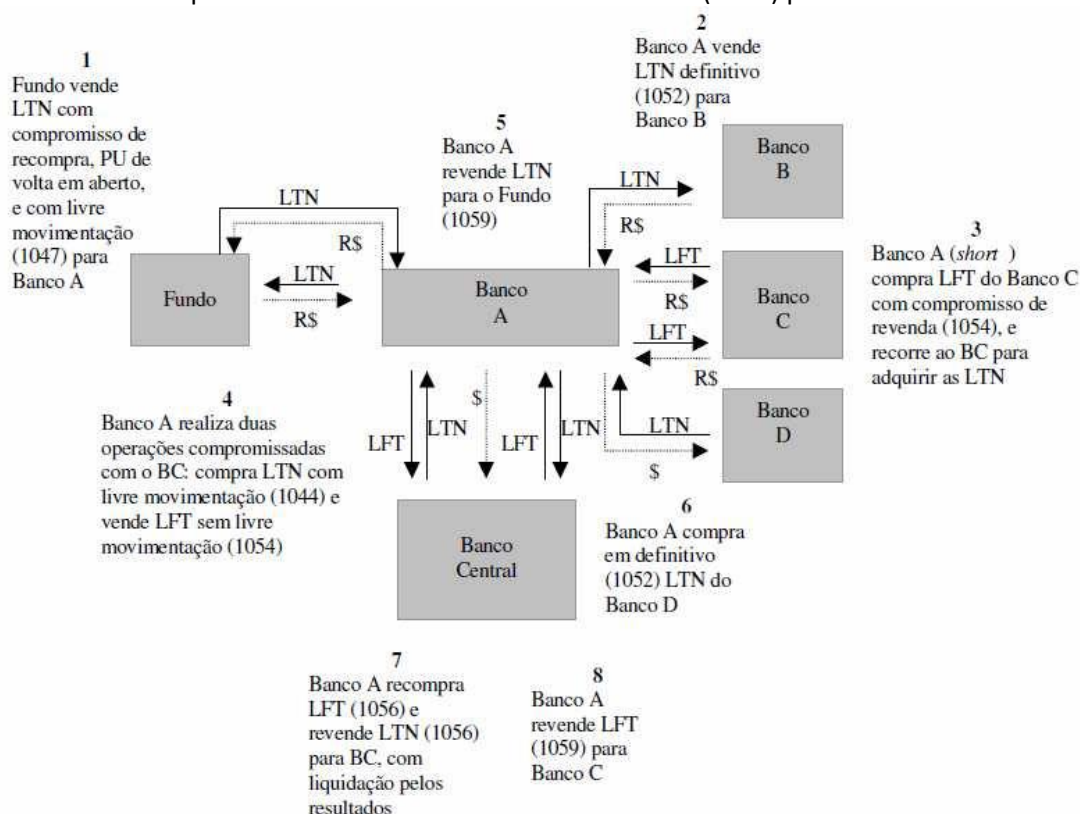 2
Banco A vende
LTN definitivo
(1052) para
Banco B
1
Fundo vende
LTN com
compromisso de
recompra, PU de
volta em aberto,
e com livre
movimentação
(1047) para
Banco A
5
Banco A
revende LTN
para o Fundo
(1059)
Banco
B
LTN
R$
LTN
R$
3
Banco A (short )
compra LFT do Banco C
com compromisso de
revenda (1054), e
recorre ao BC para
adquirir as LTN
Fundo
LTN
R$
Banco
A
LFT
R$
LFT
R$
Banco
C
4
Banco A realiza duas
operações compromissadas
com o BC: compra LTN com
livre movimentação (1044) e
vende LFT sem livre
movimentação (1054)
LFT
LTN
$
LFT
LTN
LTN
$
Banco
D
Banco
Central
6
Banco A compra
em definitivo
(1052) LTN do
Banco D
7
Banco A recompra
LFT (1056) e
revende LTN (1056)
para BC, com
liquidação pelos
resultados
8
Banco A
revende LFT
(1059) para
Banco C